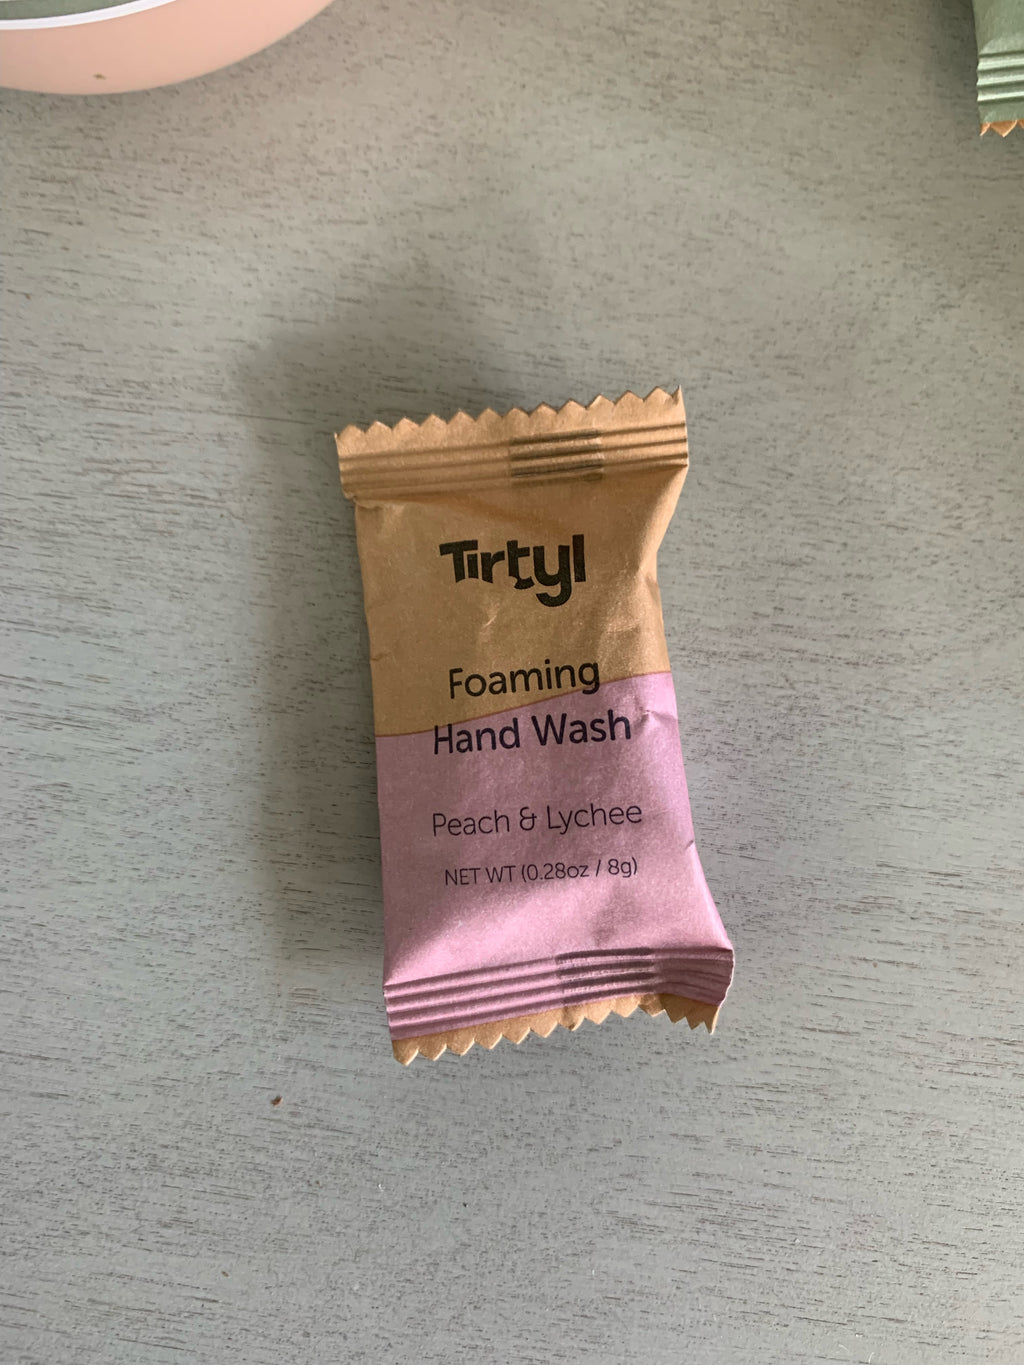 Tirtyl
Foaming
Hand Wash
Peach & Lychee
NET WT (0.28oz / 8g)